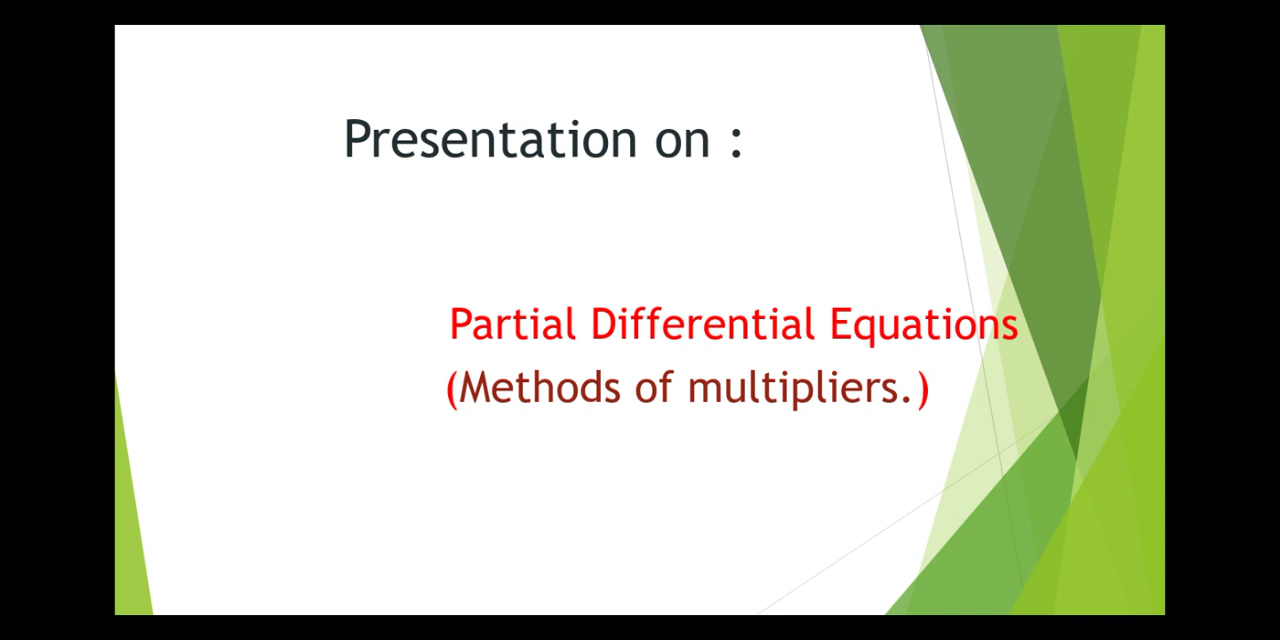 Presentation on :
Partial Differential Equations
(Methods of multipliers.)